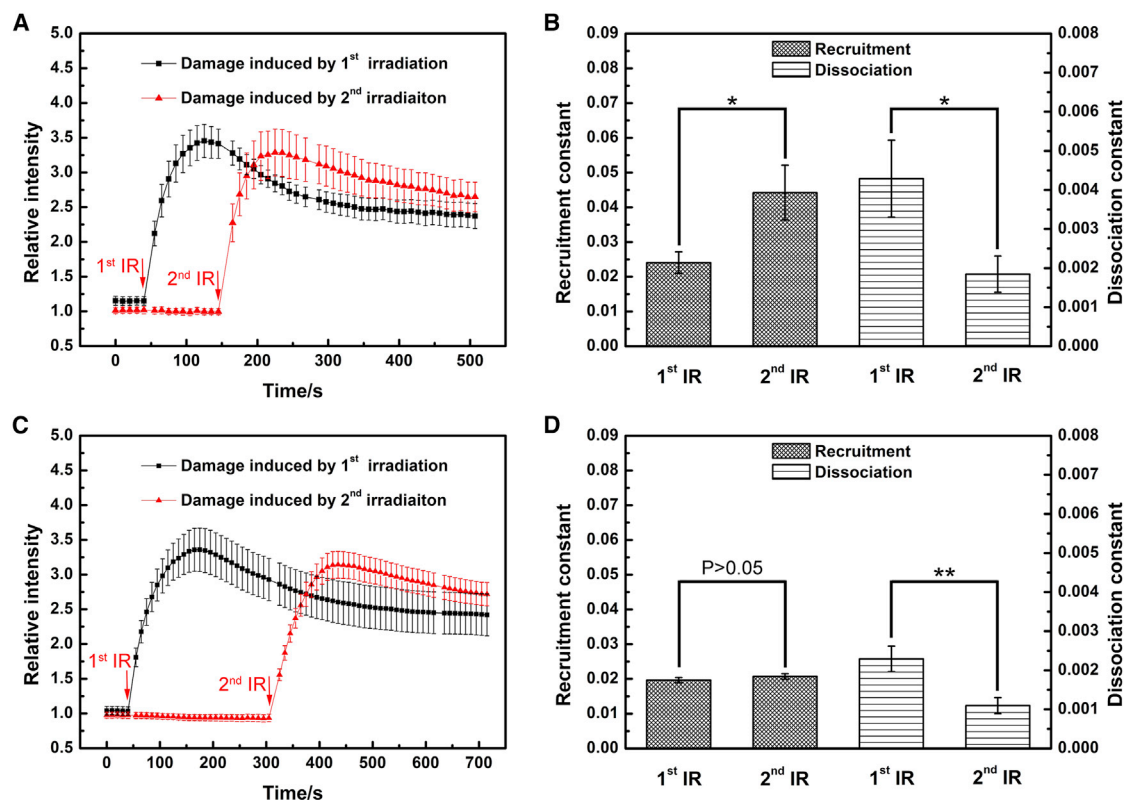 A
5.0
4.5
4.0
3.5
3.0
2.5
2.0
1.5
1.0
0.5
Relative intensity
Damage induced by 1st irradiation
Damage induced by 2nd irradiaiton
1st IR
2nd IR
0 100 200 300 400 500
Time/s
B
0.09
0.08
0.07
0.06
0.05
0.04
0.03
0.02
0.01
0.00
Recruitment constant
Recruitment
Dissociation
*
*
0.008
0.007
0.006
0.005
0.004
0.003
0.002
0.001
0.000
Dissociation constant
1st IR 2nd IR 1st IR 2nd IR
C
5.0
4.5
4.0
3.5
3.0
2.5
2.0
1.5
1.0
0.5
Relative intensity
Damage induced by 1st irradiation
Damage induced by 2nd irradiaiton
1st IR
2nd IR
0 100 200 300 400 500 600 700
Time/s
D
0.09
0.08
0.07
0.06
0.05
0.04
0.03
0.02
0.01
0.00
Recruitment constant
Recruitment
Dissociation
P>0.05
**
0.008
0.007
0.006
0.005
0.004
0.003
0.002
0.001
0.000
Dissociation constant
1st IR 2nd IR 1st IR 2nd IR